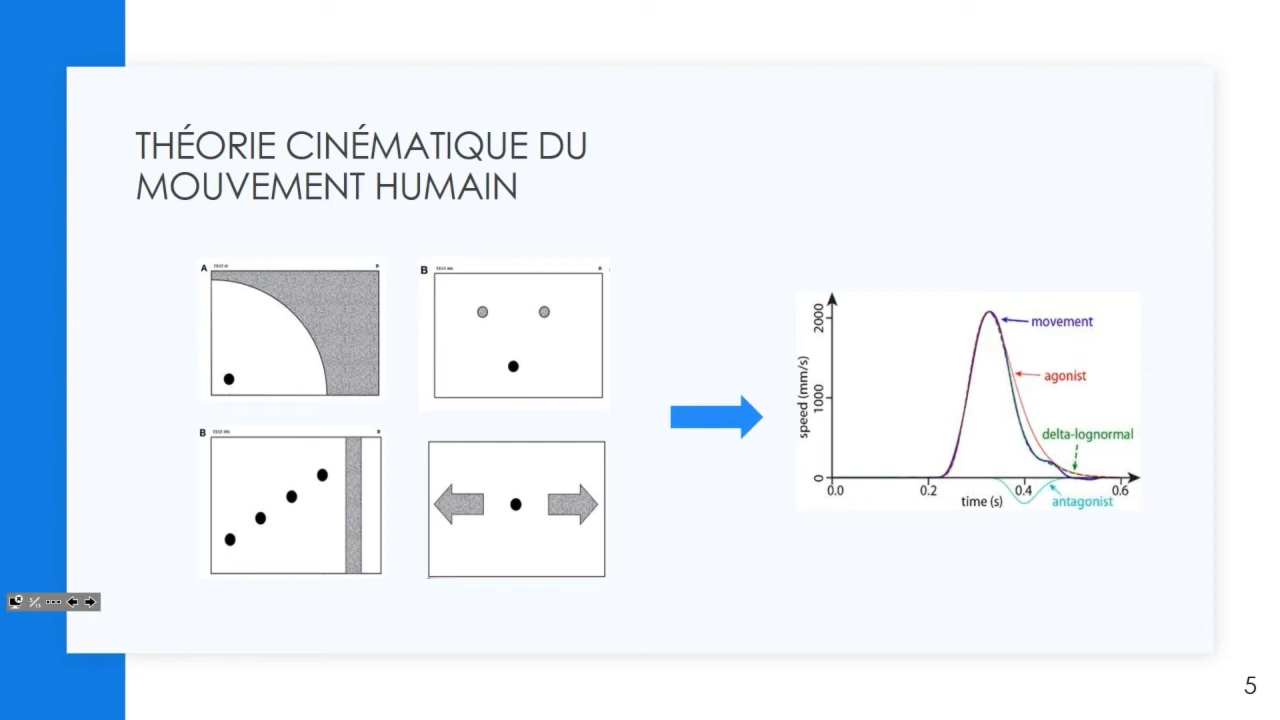 THÉORIE CINÉMATIQUE DU
MOUVEMENT HUMAIN
A
B
B
speed (mm/s)
2000
1000
0
movement
agonist
delta-lognormal
antagonist
0.0
0.2
0.4
0.6
time (s)
5